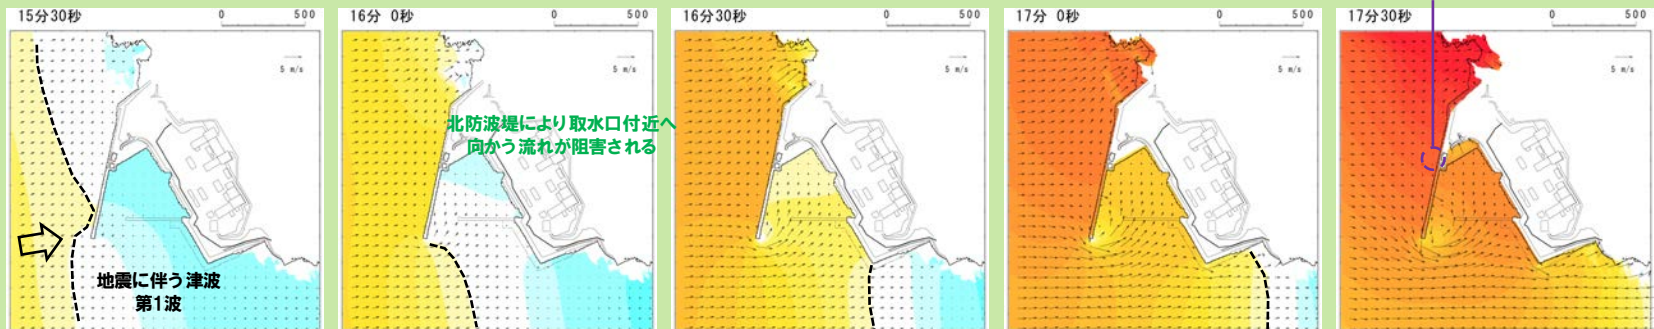 15分30秒
0 500
5 m/s
地震に伴う津波
第1波
16分 0秒
0 500
5 m/s
北防波堤により取水口付近へ
向かう流れが阻害される
16分30秒
0 500
5 m/s
17分 0秒
0 500
5 m/s
17分30秒
0 500
5 m/s